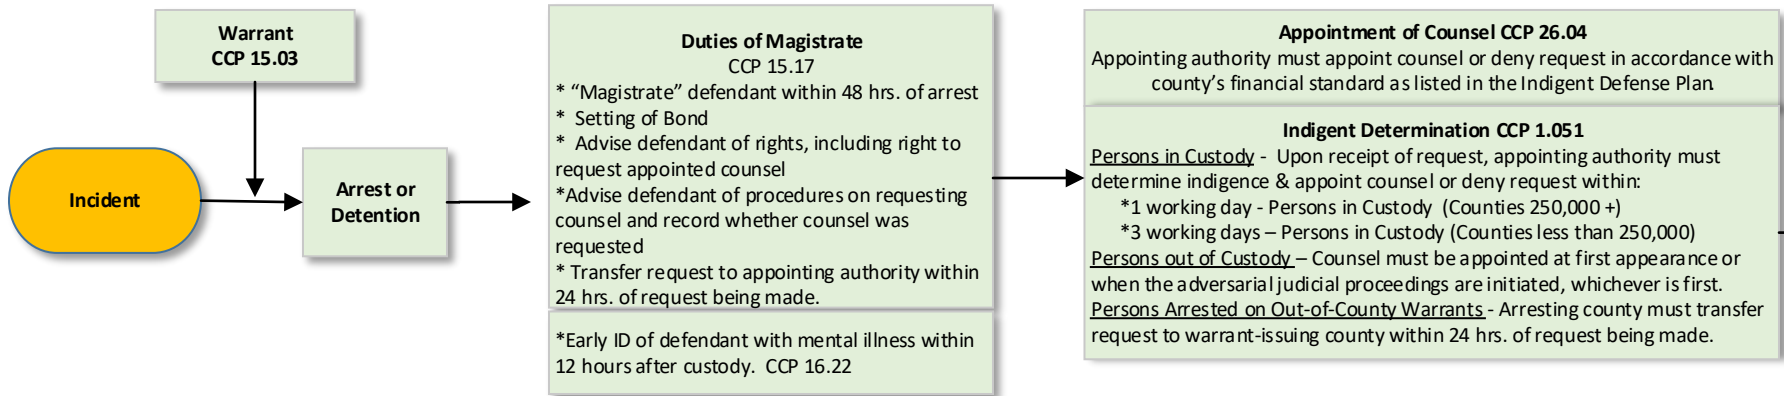 Warrant
CCP 15.03
Incident
Arrest or
Detention
Duties of Magistrate
CCP 15.17
* “Magistrate” defendant within 48 hrs. of arrest
* Setting of Bond
* Advise defendant of rights, including right to
request appointed counsel
*Advise defendant of procedures on requesting
counsel and record whether counsel was
requested
* Transfer request to appointing authority within
24 hrs. of request being made.
*Early ID of defendant with mental illness within
12 hours after custody. CCP 16.22
Appointment of Counsel CCP 26.04
Appointing authority must appoint counsel or deny request in accordance with
county’s financial standard as listed in the Indigent Defense Plan.
Indigent Determination CCP 1.051
Persons in Custody - Upon receipt of request, appointing authority must
determine indigence & appoint counsel or deny request within:
*1 working day - Persons in Custody (Counties 250,000 +)
*3 working days – Persons in Custody (Counties less than 250,000)
Persons out of Custody – Counsel must be appointed at first appearance or
when the adversarial judicial proceedings are initiated, whichever is first.
Persons Arrested on Out-of-County Warrants - Arresting county must transfer
request to warrant-issuing county within 24 hrs. of request being made.